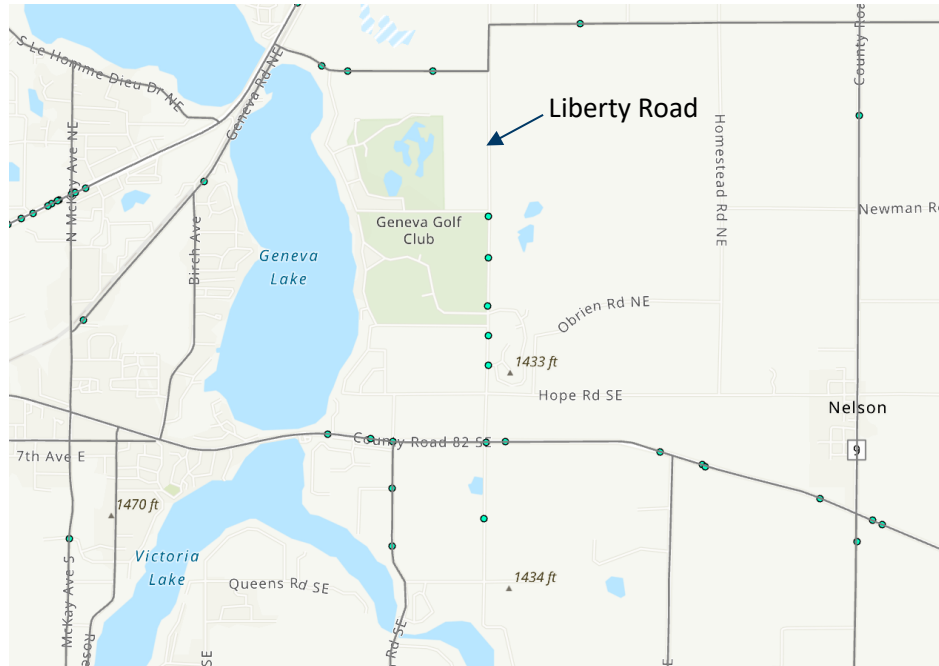 S Le Homme Dieu Dr NE
Geneva Rd NE
County Roa
Liberty Road
N McKay Ave NE
Homestead Rd NE
Newman Rd
Geneva Golf
Club
Birch Ave
Geneva
Lake
Obrien Rd NE
1433 ft
Hope Rd SE
Nelson
County Road 82 SE
7th Ave E
9
1470 ft
Victoria
Lake
1434 ft
Queens Rd SE
McKay Ave S
Rose
SE
Rd SE
E